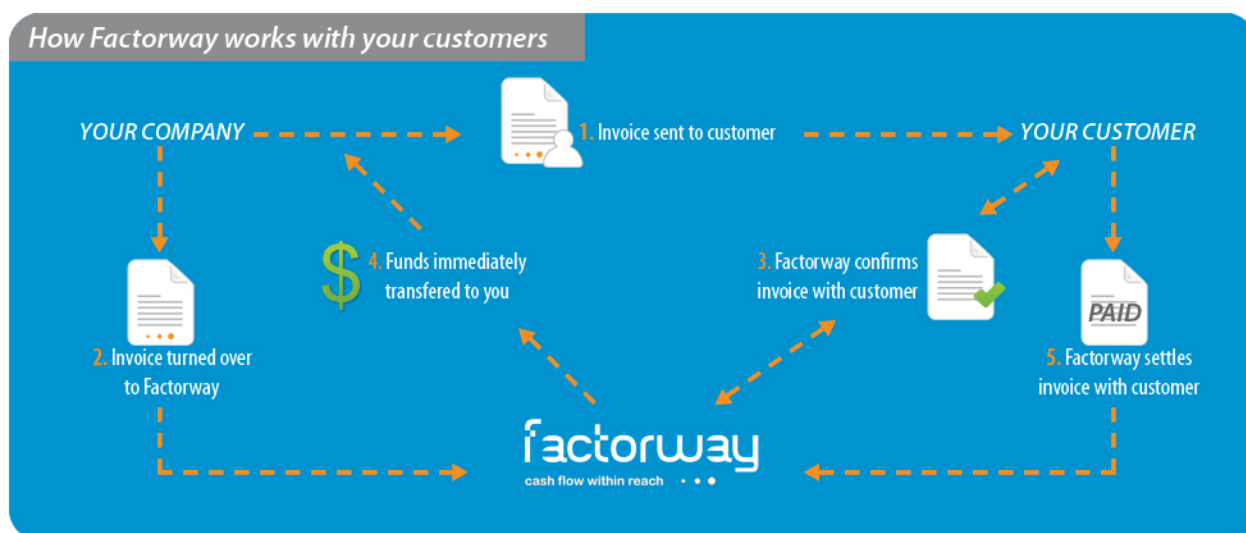 How Factorway works with your customers
YOUR COMPANY
1. Invoice sent to customer
YOUR CUSTOMER
4. Funds immediately
transfered to you
3. Factorway confirms
invoice with customer
PAID
2. Invoice turned over
to Factorway
5. Factorway settles
invoice with customer
factorway
cash flow within reach